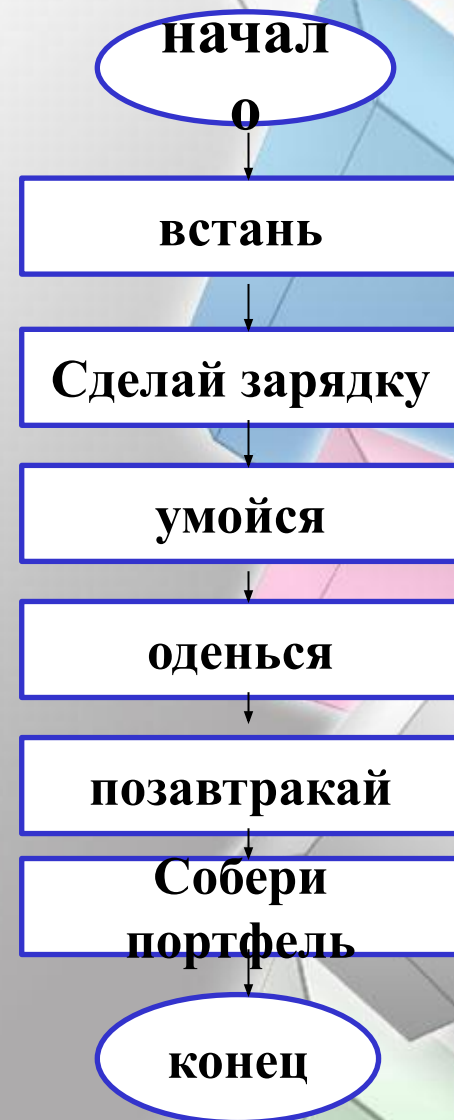 начал
о
встань
Сделай зарядку
умойся
оденься
позавтракай
Собери
портфель
конец